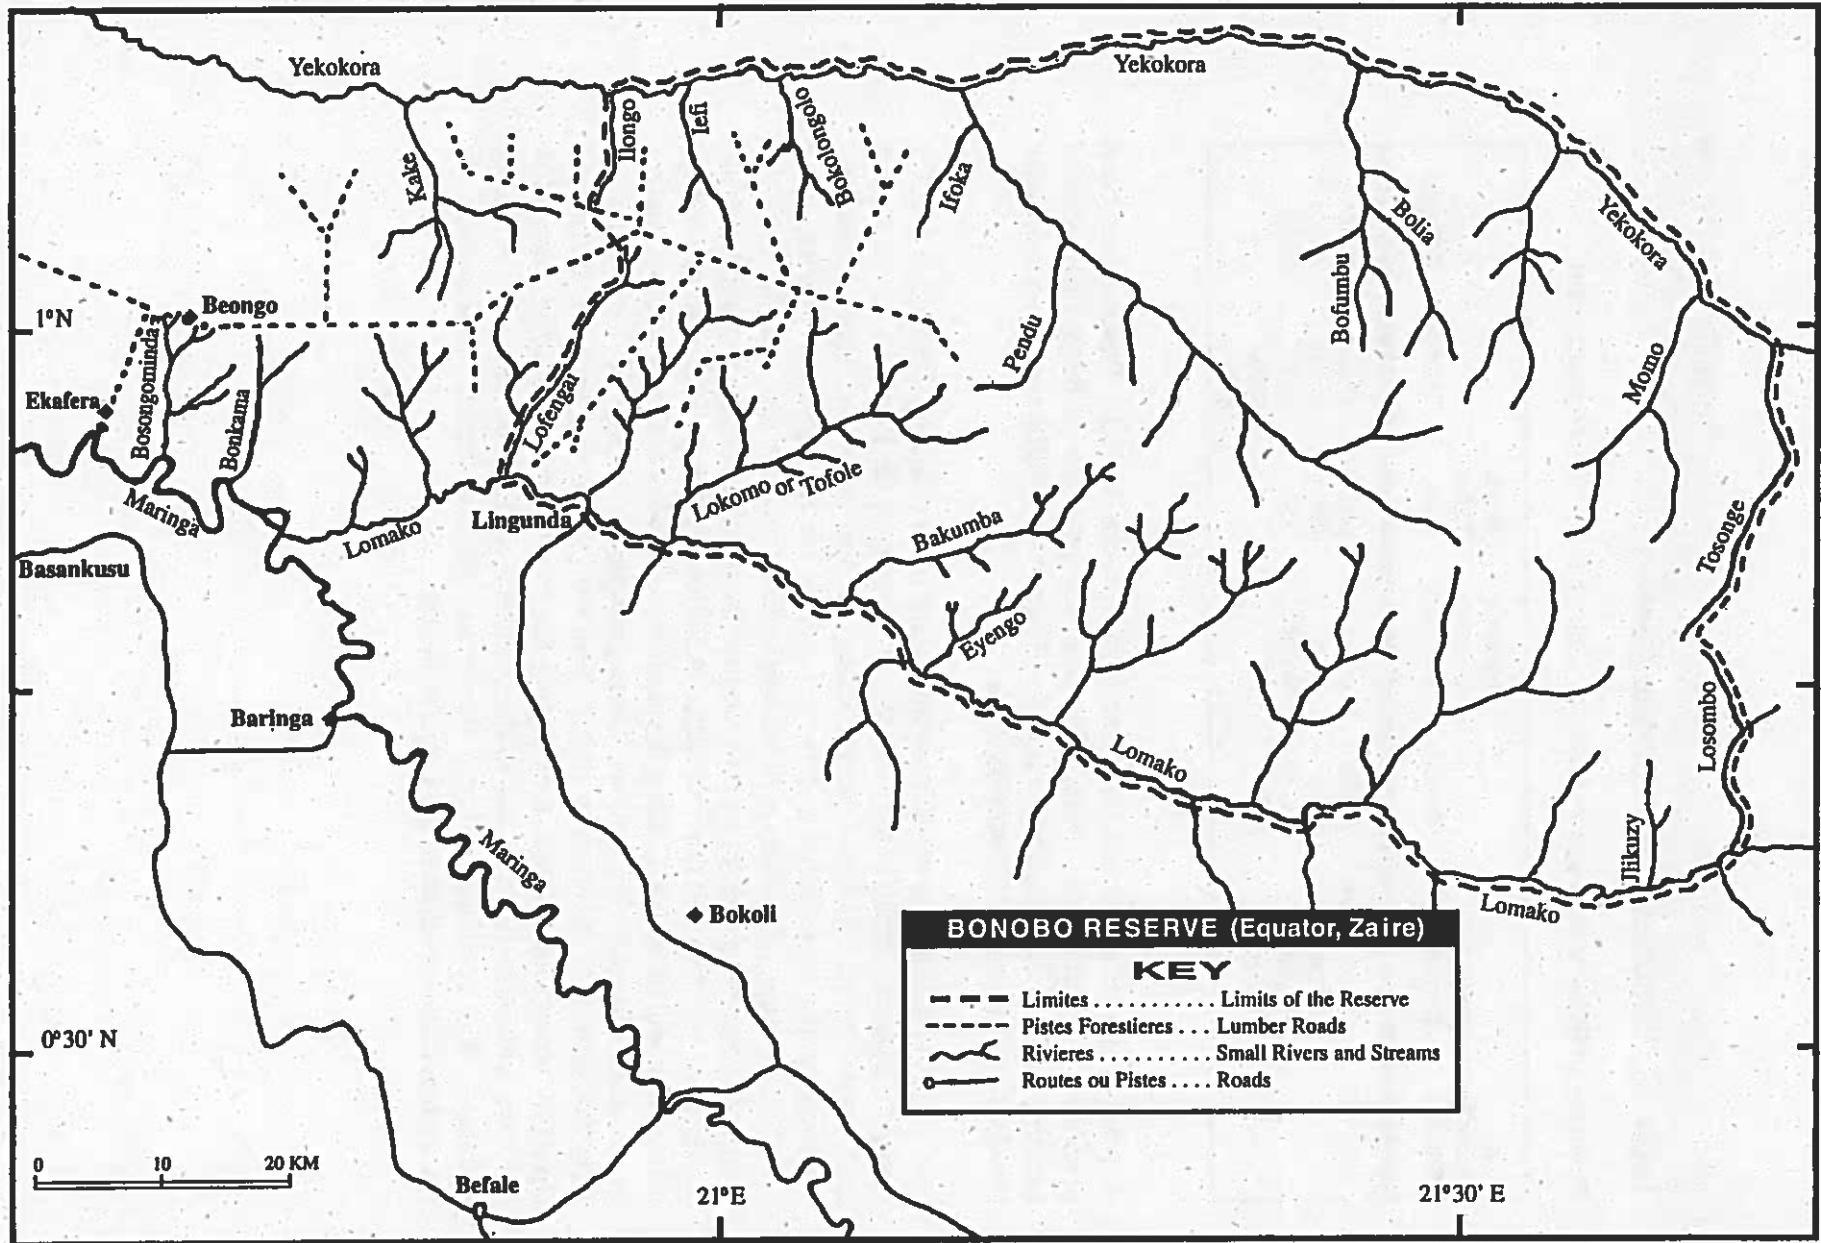 Yekokora
Yekokora
Ilongo
Iefi
Bokolongolo
Kake
Ifoka
Bolia
Yekokora
Bofumbu
Beongo
1°N
Pendu
Momo
Ekafera
Bosongominda
Bonkama
Lofengai
Maringa
Lingunda
Lokomo or Tofole
Lomako
Bakumba
Tosonge
Basankusu
Eyengo
Baringa
Lomako
Losombo
Maringa
Jlikuzy
Bokoli
Lomako
BONOBO RESERVE (Equator, Zaire)
KEY
Limites . . . . . . . . . . . Limits of the Reserve
Pistes Forestieres . . . Lumber Roads
Rivieres . . . . . . . . . . Small Rivers and Streams
Routes ou Pistes . . . . Roads
0°30' N
0 10 20 KM
Befale
21°E
21°30' E